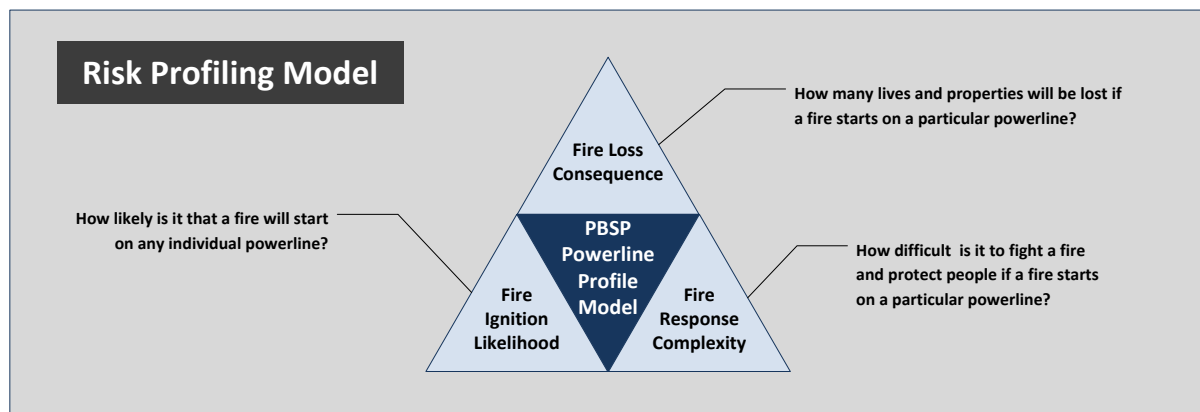 Risk Profiling Model
How many lives and properties will be lost if
a fire starts on a particular powerline?
Fire Loss
Consequence
How likely is it that a fire will start
on any individual powerline?
PBSP
Powerline
Profile
Model
How difficult is it to fight a fire
and protect people if a fire starts
on a particular powerline?
Fire
Ignition
Likelihood
Fire
Response
Complexity